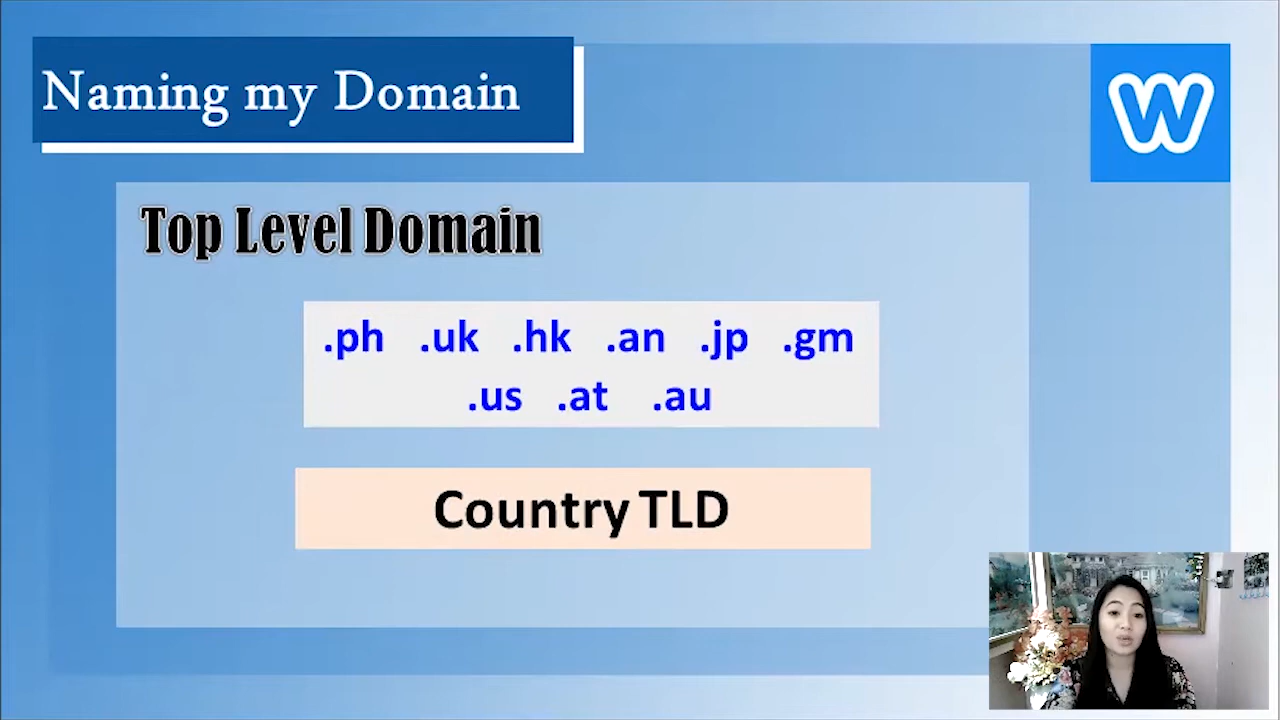 Naming my Domain
W
Top Level Domain
.ph .uk .hk .an .jp .gm
.us .at .au
Country TLD